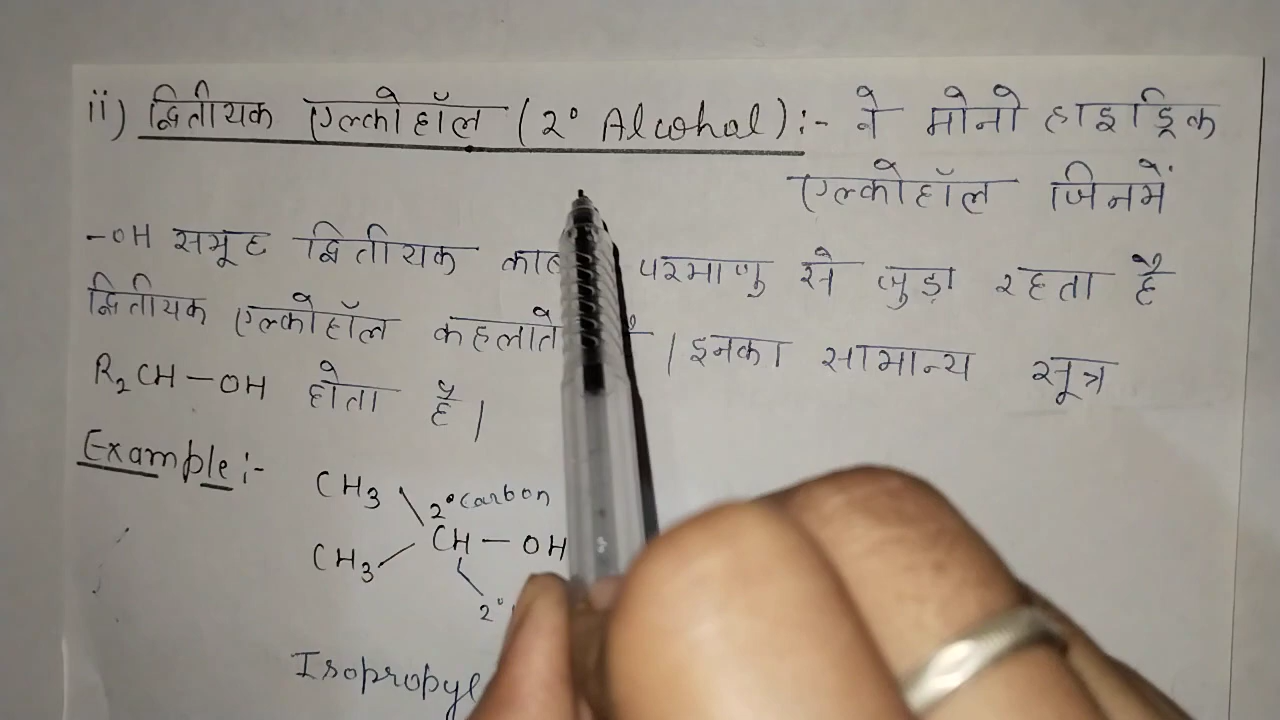 ii) द्वितीयक एल्कोहॉल (2° Alcohal) :- वे मोनो हाइड्रिक
एल्कोहॉल जिनमें
-OH समूह द्वितीयक परमाणु से जुड़ा रहता है
द्वितीयक एल्कोहॉल कहलाते | इनका सामान्य सूत्र
R₂CH-OH होता है |
Example :-
CH₃
2° carbon
CH - OH
CH₃
2°
Isopropyl